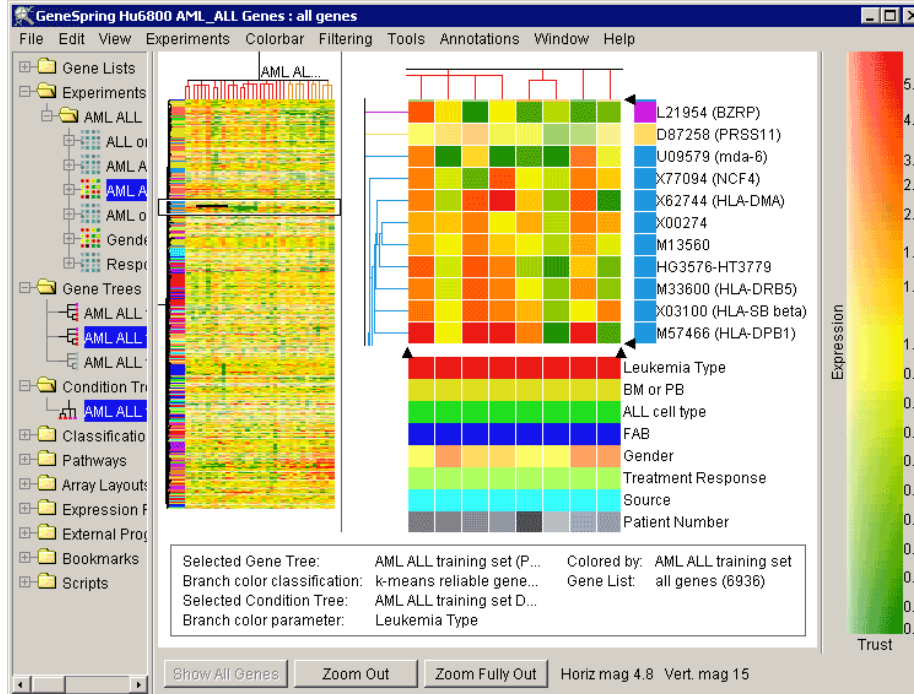 GeneSpring Hu6800 AML_ALL Genes : all genes
File Edit View Experiments Colorbar Filtering Tools Annotations Window Help
Gene Lists
Experiments
AML ALL
ALL o
AML A
AML A
AML o
Gende
Respo
Gene Trees
AML ALL
AML ALL
AML ALL
Condition Tr
AML ALL
Classificatio
Pathways
Array Layouts
Expression F
External Prog
Bookmarks
Scripts
AML AL...
L21954 (BZRP)
D87258 (PRSS11)
U09579 (mda-6)
X77094 (NCF4)
X62744 (HLA-DMA)
X00274
M13560
HG3576-HT3779
M33600 (HLA-DRB5)
X03100 (HLA-SB beta)
M57466 (HLA-DPB1)
Leukemia Type
BM or PB
ALL cell type
FAB
Gender
Treatment Response
Source
Patient Number
Selected Gene Tree: AML ALL training set (P... Colored by: AML ALL training set
Branch color classification: k-means reliable gene... Gene List: all genes (6936)
Selected Condition Tree: AML ALL training set D...
Branch color parameter: Leukemia Type
Show All Genes Zoom Out Zoom Fully Out Horiz mag 4.8 Vert. mag 15
Expression
Trust